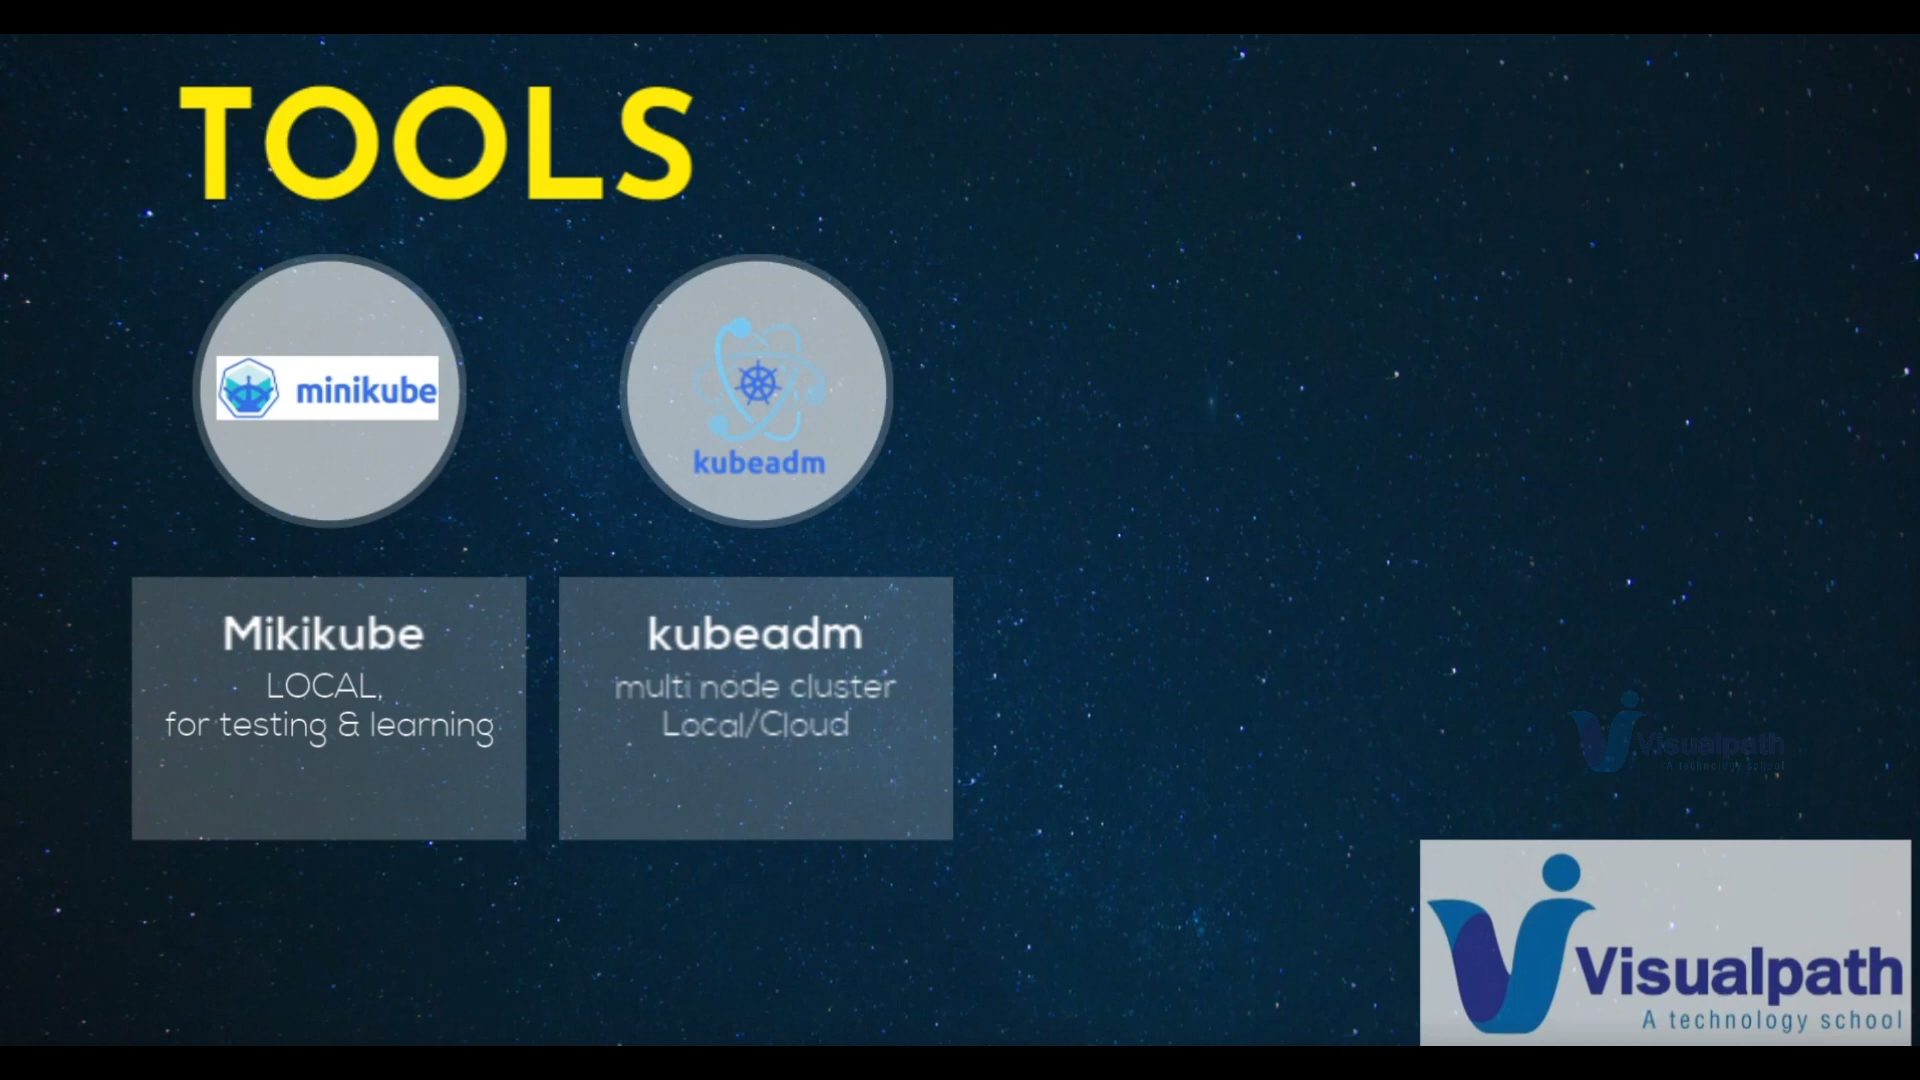 TOOLS
minikube
kubeadm
Mikikube
LOCAL,
for testing & learning
kubeadm
multi node cluster
Local/Cloud
Visualpath
A technology school
Visualpath
A technology school